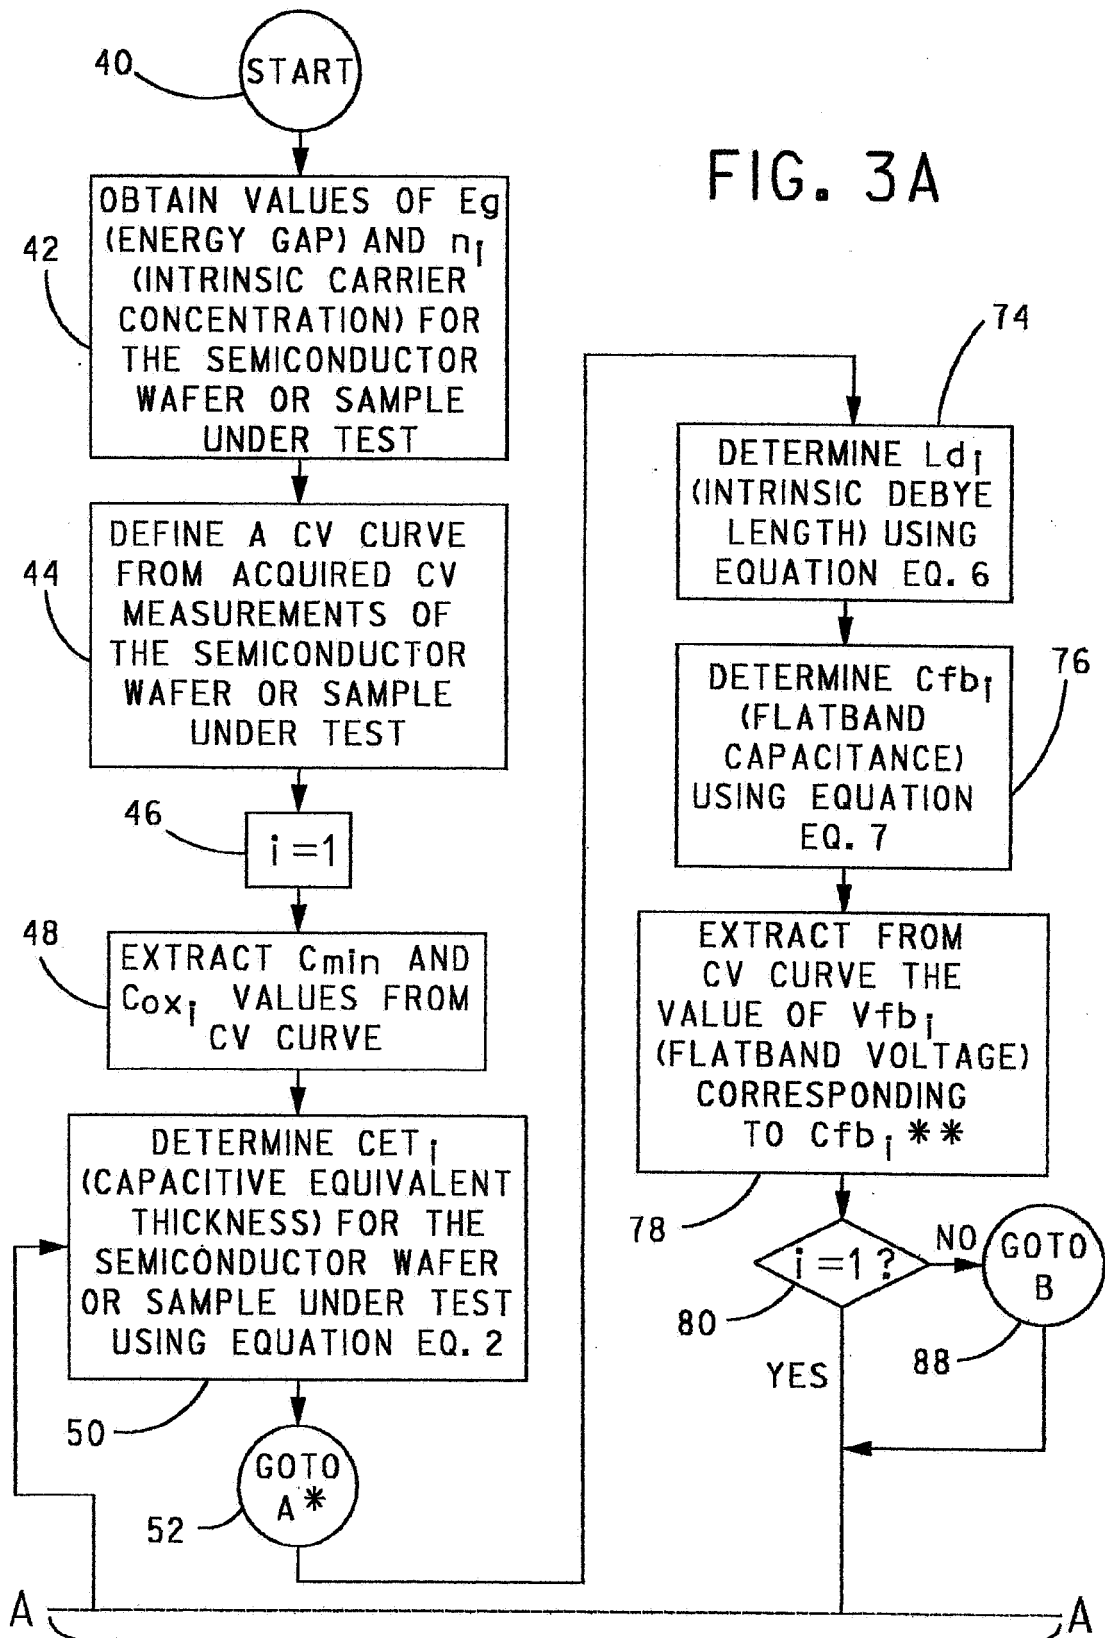 40
START
FIG. 3A
42
OBTAIN VALUES OF Eg
(ENERGY GAP) AND ni
(INTRINSIC CARRIER
CONCENTRATION) FOR
THE SEMICONDUCTOR
WAFER OR SAMPLE
UNDER TEST
44
DEFINE A CV CURVE
FROM ACQUIRED CV
MEASUREMENTS OF
THE SEMICONDUCTOR
WAFER OR SAMPLE
UNDER TEST
46
i=1
48
EXTRACT Cmin AND
Coxi VALUES FROM
CV CURVE
DETERMINE CETi
(CAPACITIVE EQUIVALENT
THICKNESS) FOR THE
SEMICONDUCTOR WAFER
OR SAMPLE UNDER TEST
USING EQUATION EQ. 2
50
GOTO
A*
52
74
DETERMINE Ldi
(INTRINSIC DEBYE
LENGTH) USING
EQUATION EQ. 6
76
DETERMINE Cfbi
(FLATBAND
CAPACITANCE)
USING EQUATION
EQ. 7
EXTRACT FROM
CV CURVE THE
VALUE OF Vfbi
(FLATBAND VOLTAGE)
CORRESPONDING
TO Cfbi **
78
i=1?
NO
GOTO
B
80
88
YES
A
A